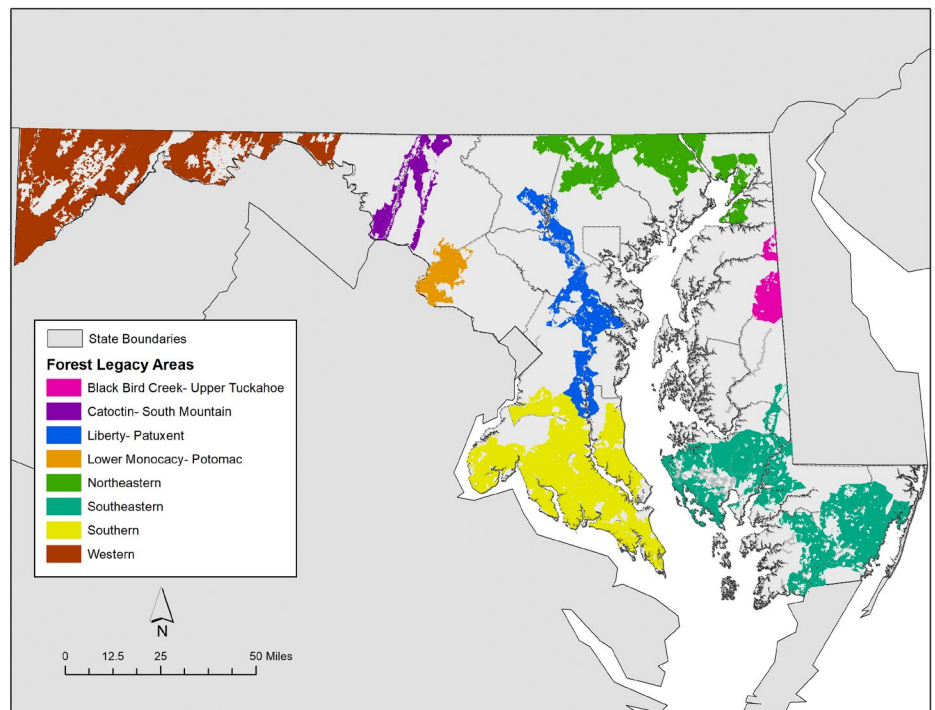 State Boundaries
Forest Legacy Areas
Black Bird Creek- Upper Tuckahoe
Catoctin- South Mountain
Liberty- Patuxent
Lower Monocacy- Potomac
Northeastern
Southeastern
Southern
Western
N
0 12.5 25 50 Miles